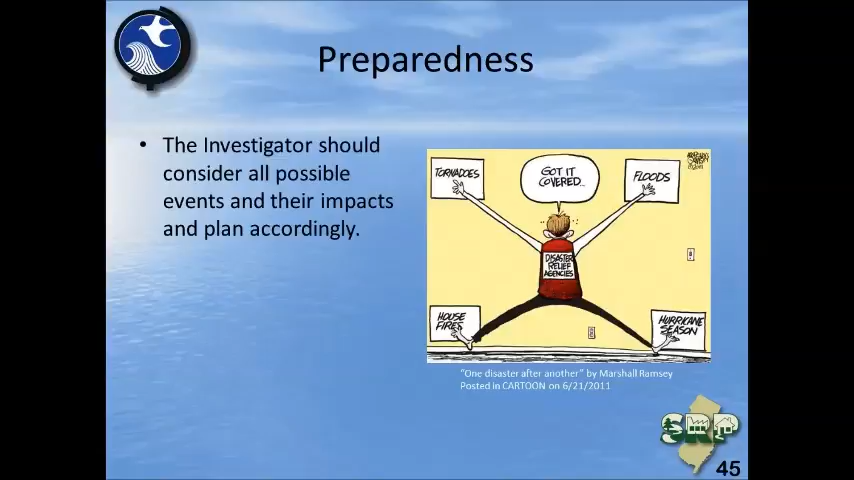 Preparedness
• The Investigator should
consider all possible
events and their impacts
and plan accordingly.
TORNADOES
GOT IT
COVERED...
FLOODS
DISASTER
RELIEF
AGENCIES
HOUSE
FIRES
HURRICANE
SEASON
"One disaster after another" by Marshall Ramsey
Posted in CARTOON on 6/21/2011
SRP
45